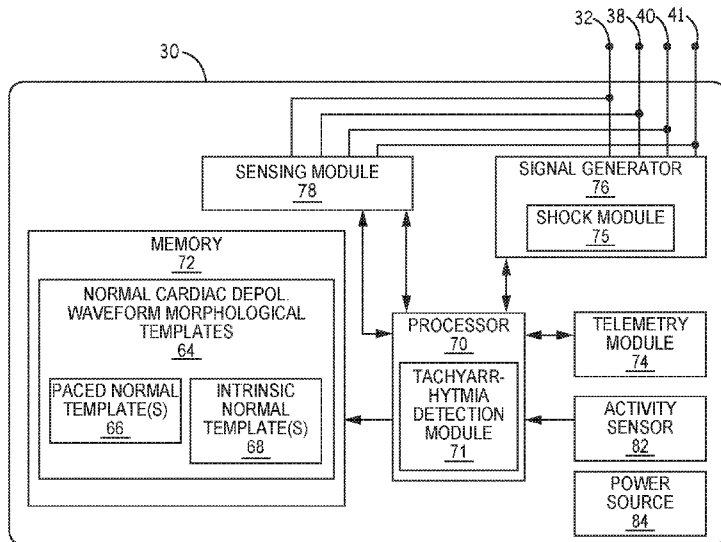 32 38 40 41
30
SENSING MODULE
78
SIGNAL GENERATOR
76
SHOCK MODULE
75
MEMORY
72
NORMAL CARDIAC DEPOL.
WAVEFORM MORPHOLOGICAL
TEMPLATES
64
PACED NORMAL
TEMPLATE(S)
66
INTRINSIC
NORMAL
TEMPLATE(S)
68
PROCESSOR
70
TACHYARR-
HYTMIA
DETECTION
MODULE
71
TELEMETRY
MODULE
74
ACTIVITY
SENSOR
82
POWER
SOURCE
84